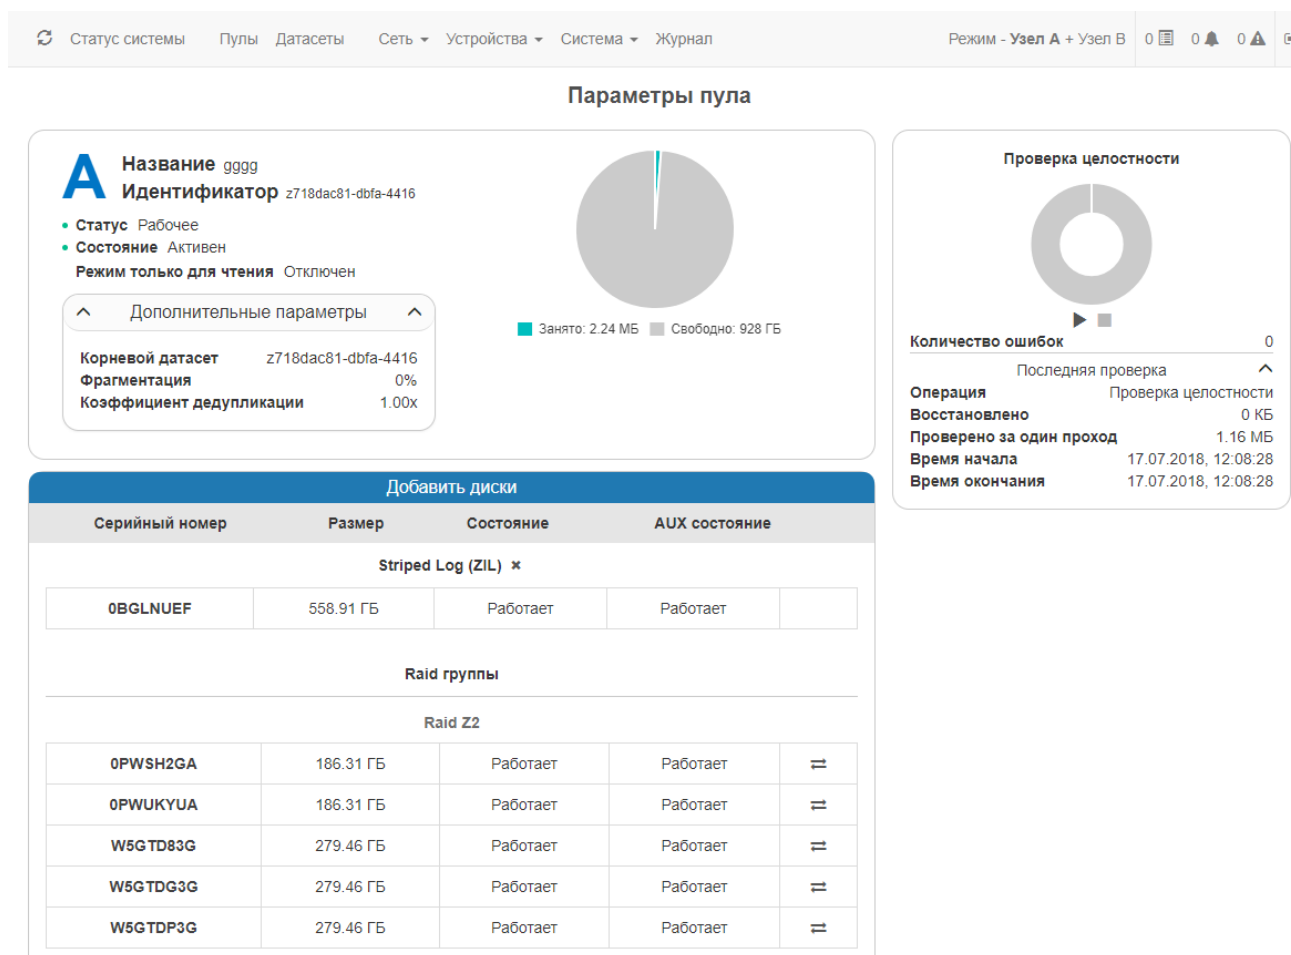 Статус системы Пулы Датасеты Сеть Устройства Система Журнал Режим - Узел A + Узел B 0 0 0
Параметры пула
A
Название gggg
Идентификатор z718dac81-dbfa-4416
Статус Рабочее
Состояние Активен
Режим только для чтения Отключен
Дополнительные параметры
Корневой датасет z718dac81-dbfa-4416
Фрагментация 0%
Коэффициент дедупликации 1.00x
Занято: 2.24 МБ Свободно: 928 ГБ
Проверка целостности
Количество ошибок 0
Последняя проверка
Операция Проверка целостности
Восстановлено 0 КБ
Проверено за один проход 1.16 МБ
Время начала 17.07.2018, 12:08:28
Время окончания 17.07.2018, 12:08:28
Добавить диски
Серийный номер Размер Состояние AUX состояние
Striped Log (ZIL)
0BGLNUEF 558.91 ГБ Работает Работает
Raid группы
Raid Z2
0PWSH2GA 186.31 ГБ Работает Работает
0PWUKYUA 186.31 ГБ Работает Работает
W5GTD83G 279.46 ГБ Работает Работает
W5GTDG3G 279.46 ГБ Работает Работает
W5GTDP3G 279.46 ГБ Работает Работает